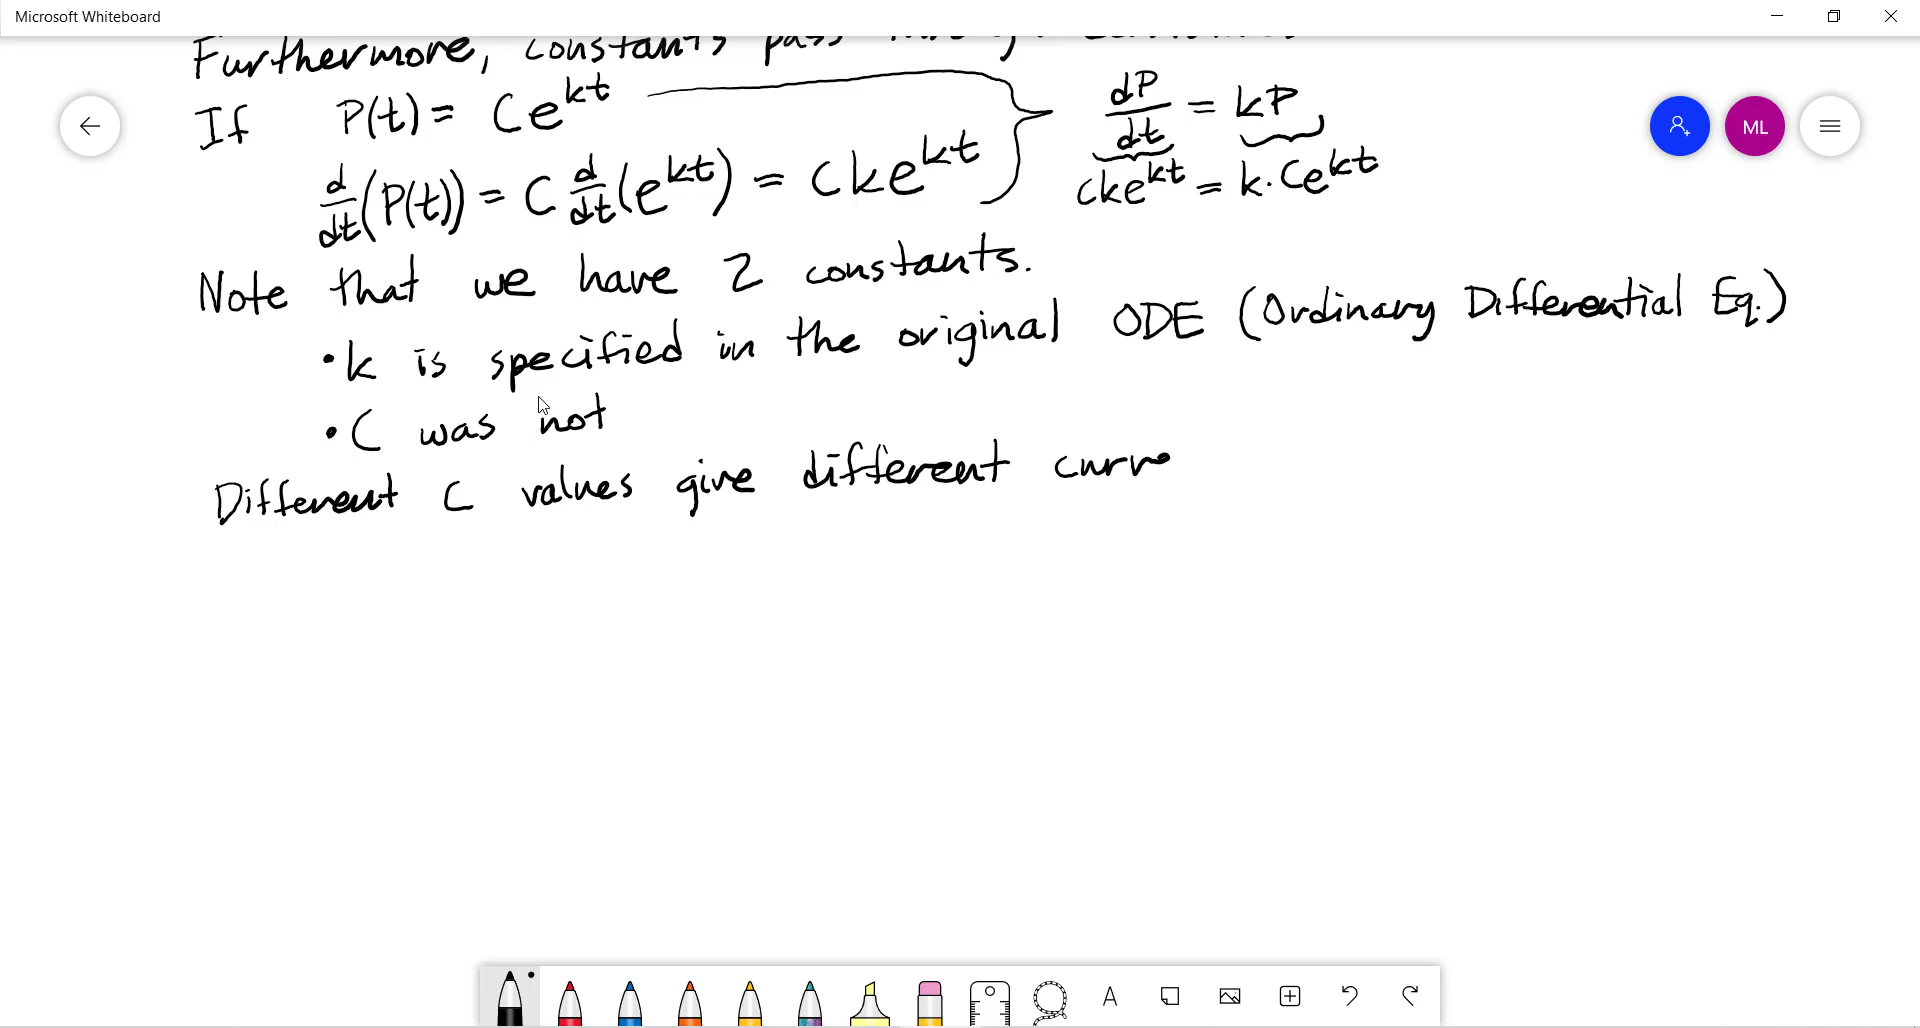 Microsoft Whiteboard
Furthermore, constants pass
If P(t) = Ce^{kt}
dP/dt = kP
d/dt(P(t)) = C d/dt(e^{kt}) = Cke^{kt}
Cke^{kt} = k · Ce^{kt}
Note that we have 2 constants.
• k is specified in the original ODE (Ordinary Differential Eq.)
• C was not
Different C values give different curve
ML
A